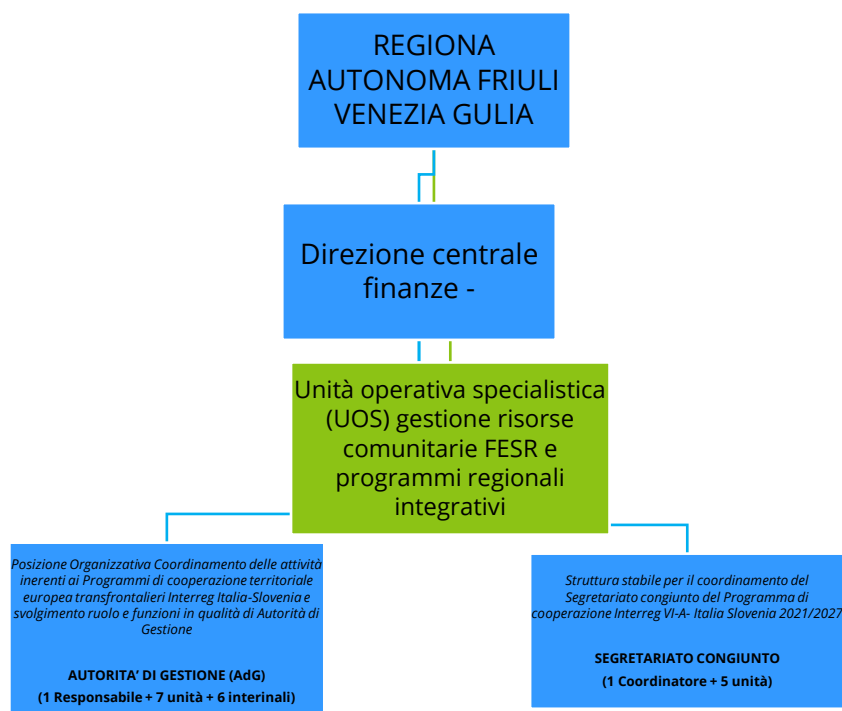 REGIONA
AUTONOMA FRIULI
VENEZIA GULIA
Direzione centrale
finanze -
Unità operativa specialistica
(UOS) gestione risorse
comunitarie FESR e
programmi regionali
integrativi
Posizione Organizzativa Coordinamento delle attività
inerenti ai Programmi di cooperazione territoriale
europea transfrontalieri Interreg Italia-Slovenia e
svolgimento ruolo e funzioni in qualità di Autorità di
Gestione
AUTORITA’ DI GESTIONE (AdG)
(1 Responsabile + 7 unità + 6 interinali)
Struttura stabile per il coordinamento del
Segretariato congiunto del Programma di
cooperazione Interreg VI-A- Italia Slovenia 2021/2027
SEGRETARIATO CONGIUNTO
(1 Coordinatore + 5 unità)